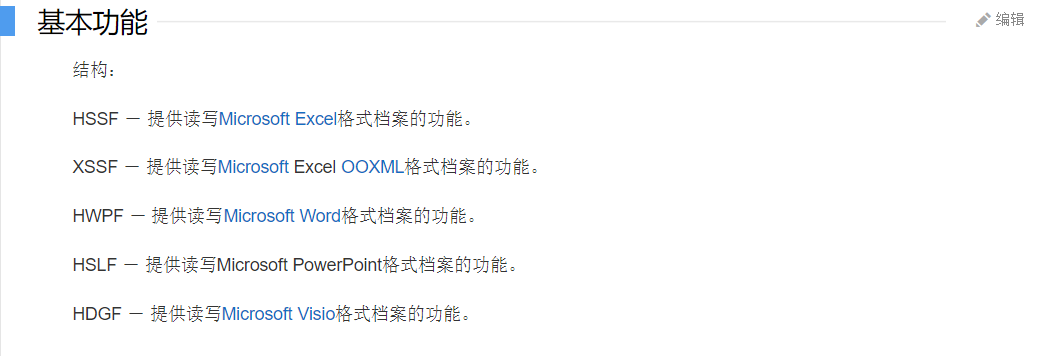 基本功能
编辑
结构：
HSSF － 提供读写Microsoft Excel格式档案的功能。
XSSF － 提供读写Microsoft Excel OOXML格式档案的功能。
HWPF － 提供读写Microsoft Word格式档案的功能。
HSLF － 提供读写Microsoft PowerPoint格式档案的功能。
HDGF － 提供读写Microsoft Visio格式档案的功能。